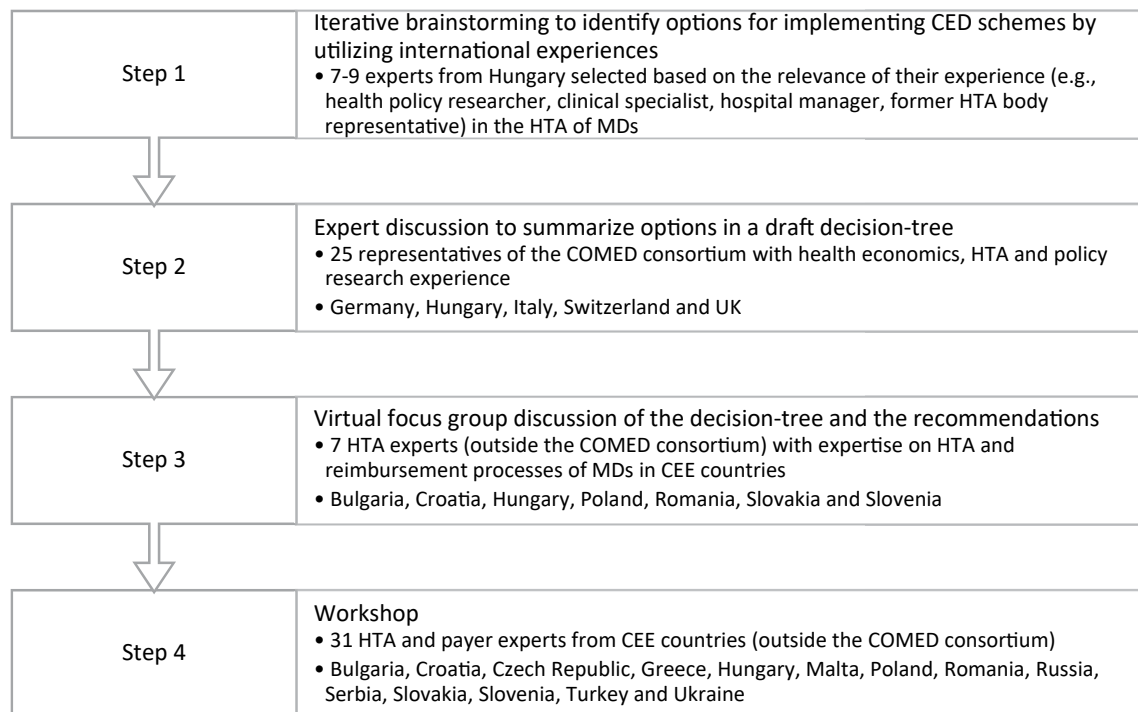 Step 1
Iterative brainstorming to identify options for implementing CED schemes by
utilizing international experiences
• 7-9 experts from Hungary selected based on the relevance of their experience (e.g.,
health policy researcher, clinical specialist, hospital manager, former HTA body
representative) in the HTA of MDs
Step 2
Expert discussion to summarize options in a draft decision-tree
• 25 representatives of the COMED consortium with health economics, HTA and policy
research experience
• Germany, Hungary, Italy, Switzerland and UK
Step 3
Virtual focus group discussion of the decision-tree and the recommendations
• 7 HTA experts (outside the COMED consortium) with expertise on HTA and
reimbursement processes of MDs in CEE countries
• Bulgaria, Croatia, Hungary, Poland, Romania, Slovakia and Slovenia
Step 4
Workshop
• 31 HTA and payer experts from CEE countries (outside the COMED consortium)
• Bulgaria, Croatia, Czech Republic, Greece, Hungary, Malta, Poland, Romania, Russia,
Serbia, Slovakia, Slovenia, Turkey and Ukraine